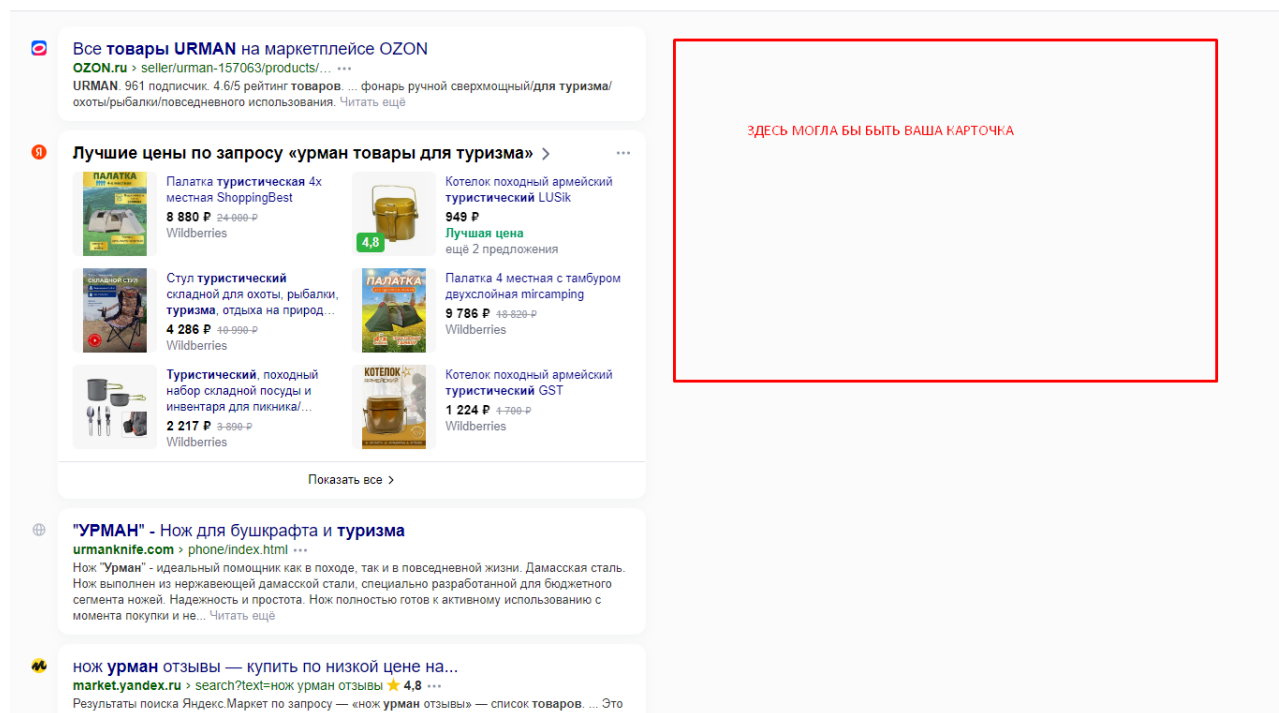 Все товары URMAN на маркетплейсе OZON
OZON.ru › seller/urman-157063/products/... ···
URMAN. 961 подписчик. 4.6/5 рейтинг товаров. ... фонарь ручной сверхмощный/для туризма/
охоты/рыбалки/повседневного использования. Читать ещё
ЗДЕСЬ МОГЛА БЫ БЫТЬ ВАША КАРТОЧКА
Я
Лучшие цены по запросу «урман товары для туризма» ›
ПАЛАТКА
Палатка туристическая 4х
местная ShoppingBest
8 880 ₽ 24 000 ₽
Wildberries
4,8
Котелок походный армейский
туристический LUSik
949 ₽
Лучшая цена
ещё 2 предложения
СКЛАДНОЙ СТУЛ
Стул туристический
складной для охоты, рыбалки,
туризма, отдыха на природ...
4 286 ₽ 10 990 ₽
Wildberries
ПАЛАТКА
Палатка 4 местная с тамбуром
двухслойная mircamping
9 786 ₽ 18 820 ₽
Wildberries
Туристический, походный
набор складной посуды и
инвентаря для пикника/...
2 217 ₽ 3 890 ₽
Wildberries
КОТЕЛОК
АРМЕЙСКИЙ
Котелок походный армейский
туристический GST
1 224 ₽ 1 700 ₽
Wildberries
Показать все ›
"УРМАН" - Нож для бушкрафта и туризма
urmanknife.com › phone/index.html ···
Нож "Урман" - идеальный помощник как в походе, так и в повседневной жизни. Дамасская сталь.
Нож выполнен из нержавеющей дамасской стали, специально разработанной для бюджетного
сегмента ножей. Надежность и простота. Нож полностью готов к активному использованию с
момента покупки и не... Читать ещё
нож урман отзывы — купить по низкой цене на...
market.yandex.ru › search?text=нож урман отзывы 4,8 ···
Результаты поиска Яндекс.Маркет по запросу — «нож урман отзывы» — список товаров. ... Это